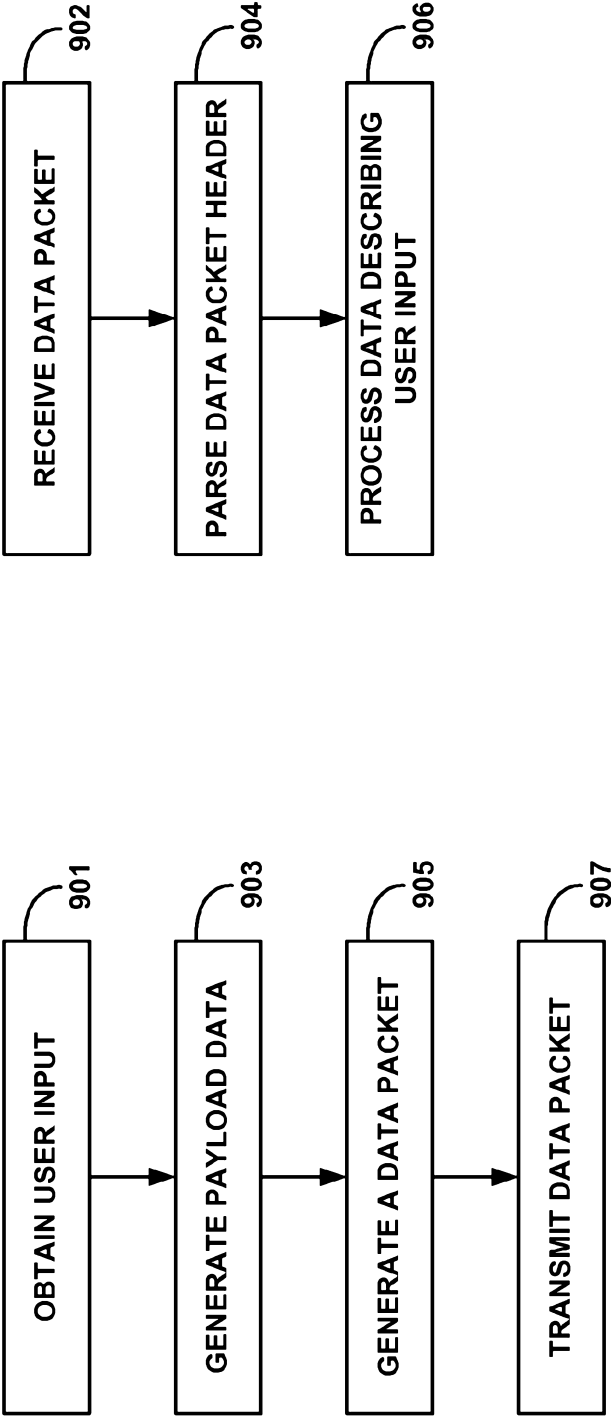 OBTAIN USER INPUT
901
GENERATE PAYLOAD DATA
903
GENERATE A DATA PACKET
905
TRANSMIT DATA PACKET
907
RECEIVE DATA PACKET
902
PARSE DATA PACKET HEADER
904
PROCESS DATA DESCRIBING
USER INPUT
906